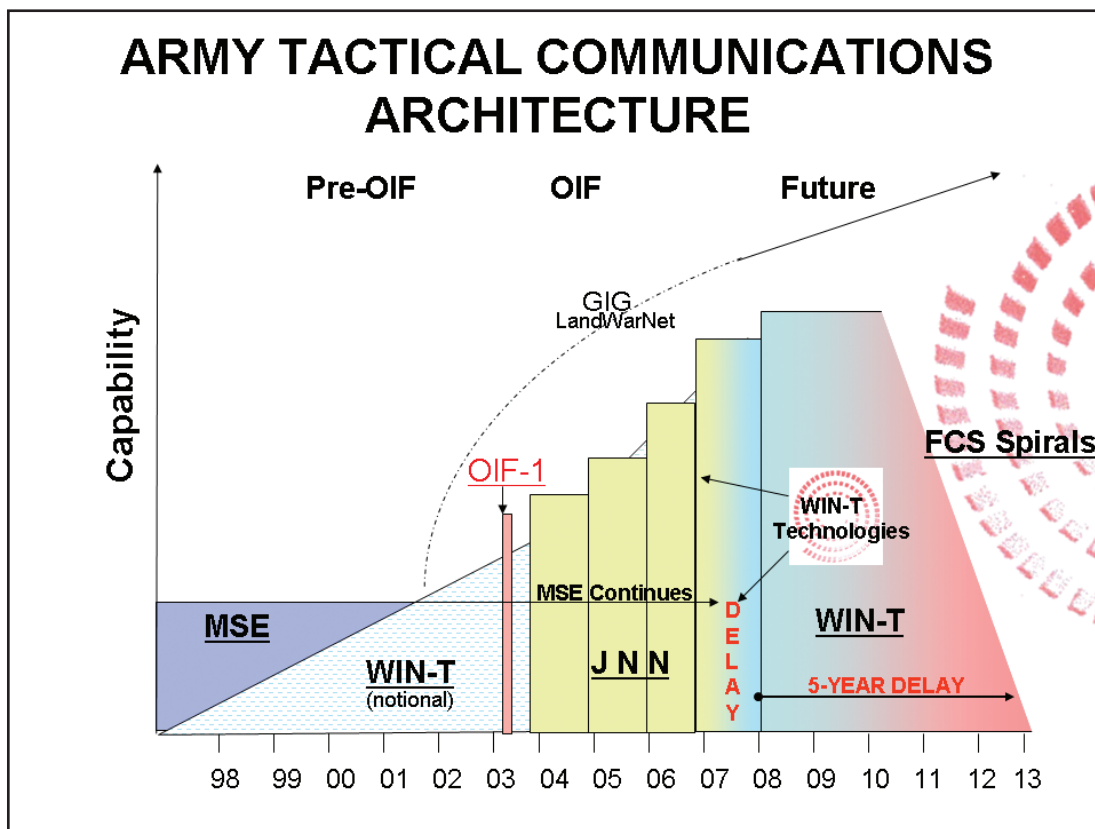 ARMY TACTICAL COMMUNICATIONS
ARCHITECTURE
Pre-OIF OIF Future
Capability
GIG
LandWarNet
OIF-1
FCS Spirals
WIN-T
Technologies
MSE Continues
MSE
WIN-T
(notional)
J N N
DELAY
WIN-T
5-YEAR DELAY
98 99 00 01 02 03 04 05 06 07 08 09 10 11 12 13